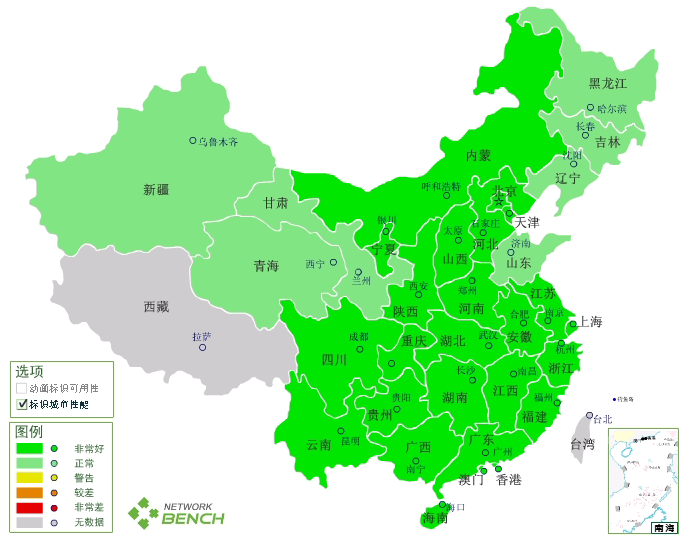 黑龙江
哈尔滨
长春
吉林
沈阳
辽宁
内蒙
乌鲁木齐
新疆
呼和浩特
北京
甘肃
天津
银川
石家庄
太原
宁夏
河北
济南
山西
山东
青海
西宁
兰州
西安
郑州
江苏
西藏
陕西
河南
合肥
南京
上海
拉萨
成都
重庆
湖北
武汉
安徽
杭州
四川
长沙
南昌
浙江
选项
动画标识可用性
标识城市性能
贵阳
湖南
江西
福州
钓鱼岛
贵州
福建
台北
图例
云南
昆明
广西
广东
台湾
非常好
广州
正常
南宁
警告
澳门
香港
较差
非常差
海口
无数据
海南
南海
NETWORK
BENCH